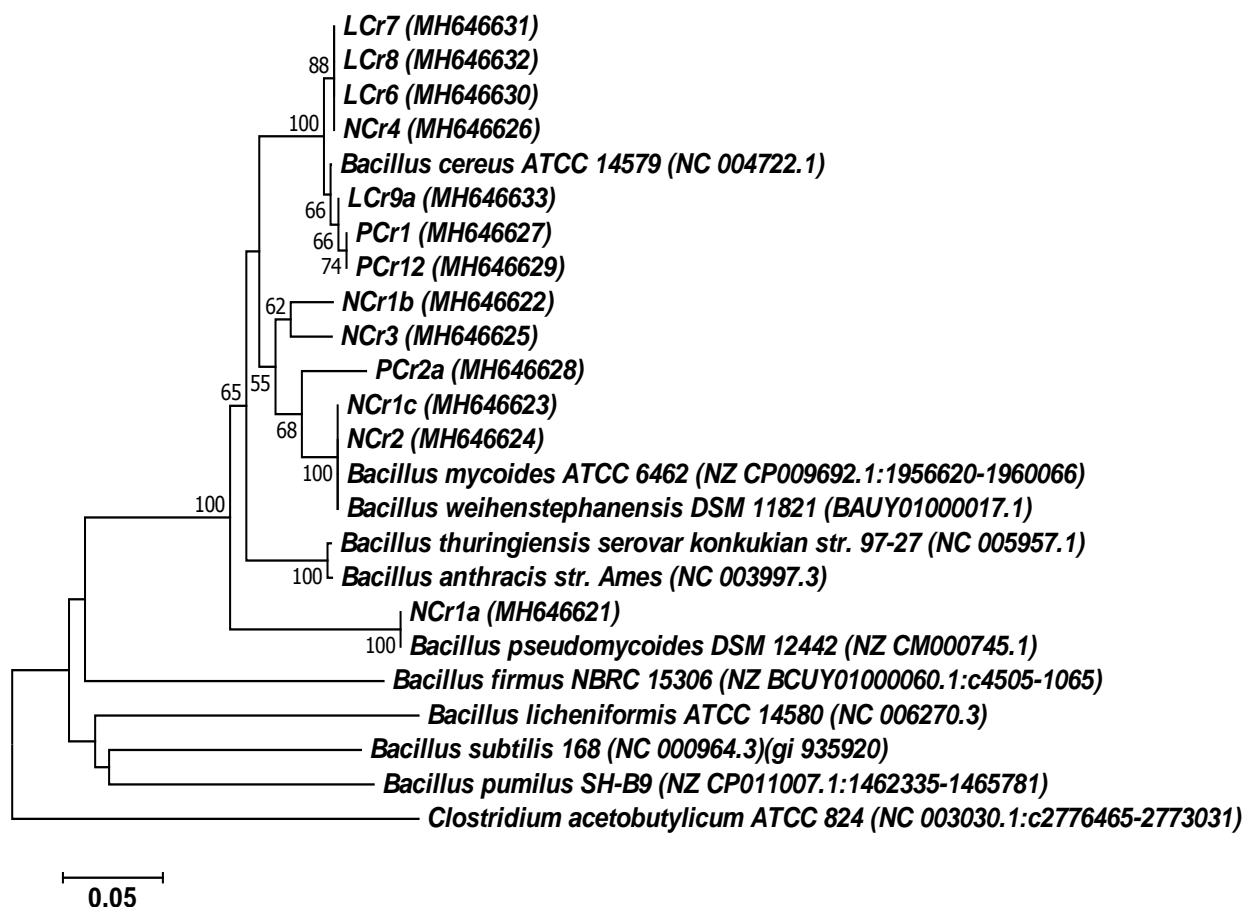 LCr7 (MH646631)
88
LCr8 (MH646632)
LCr6 (MH646630)
100
NCr4 (MH646626)
Bacillus cereus ATCC 14579 (NC 004722.1)
LCr9a (MH646633)
66
PCr1 (MH646627)
66
74
PCr12 (MH646629)
62
NCr1b (MH646622)
NCr3 (MH646625)
PCr2a (MH646628)
65
55
NCr1c (MH646623)
68
NCr2 (MH646624)
100
Bacillus mycoides ATCC 6462 (NZ CP009692.1:1956620-1960066)
Bacillus weihenstephanensis DSM 11821 (BAUY01000017.1)
100
Bacillus thuringiensis serovar konkukian str. 97-27 (NC 005957.1)
100
Bacillus anthracis str. Ames (NC 003997.3)
NCr1a (MH646621)
100
Bacillus pseudomycoides DSM 12442 (NZ CM000745.1)
Bacillus firmus NBRC 15306 (NZ BCUY01000060.1:c4505-1065)
Bacillus licheniformis ATCC 14580 (NC 006270.3)
Bacillus subtilis 168 (NC 000964.3)(gi 935920)
Bacillus pumilus SH-B9 (NZ CP011007.1:1462335-1465781)
Clostridium acetobutylicum ATCC 824 (NC 003030.1:c2776465-2773031)
0.05